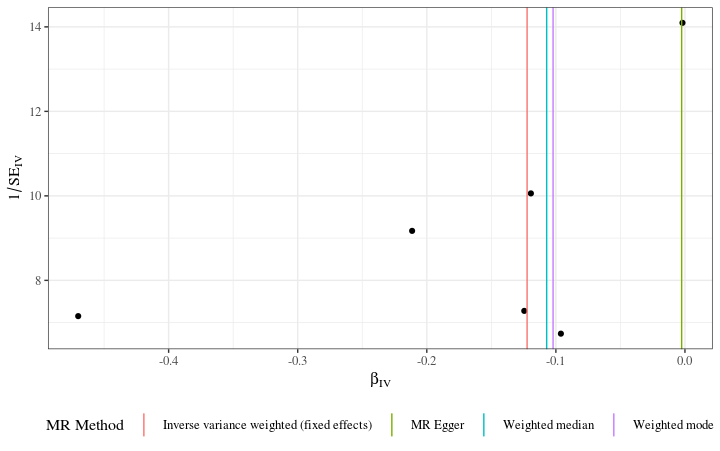 14
12
10
8
1/SE_IV
-0.4 -0.3 -0.2 -0.1 0.0
β_IV
MR Method Inverse variance weighted (fixed effects) MR Egger Weighted median Weighted mode